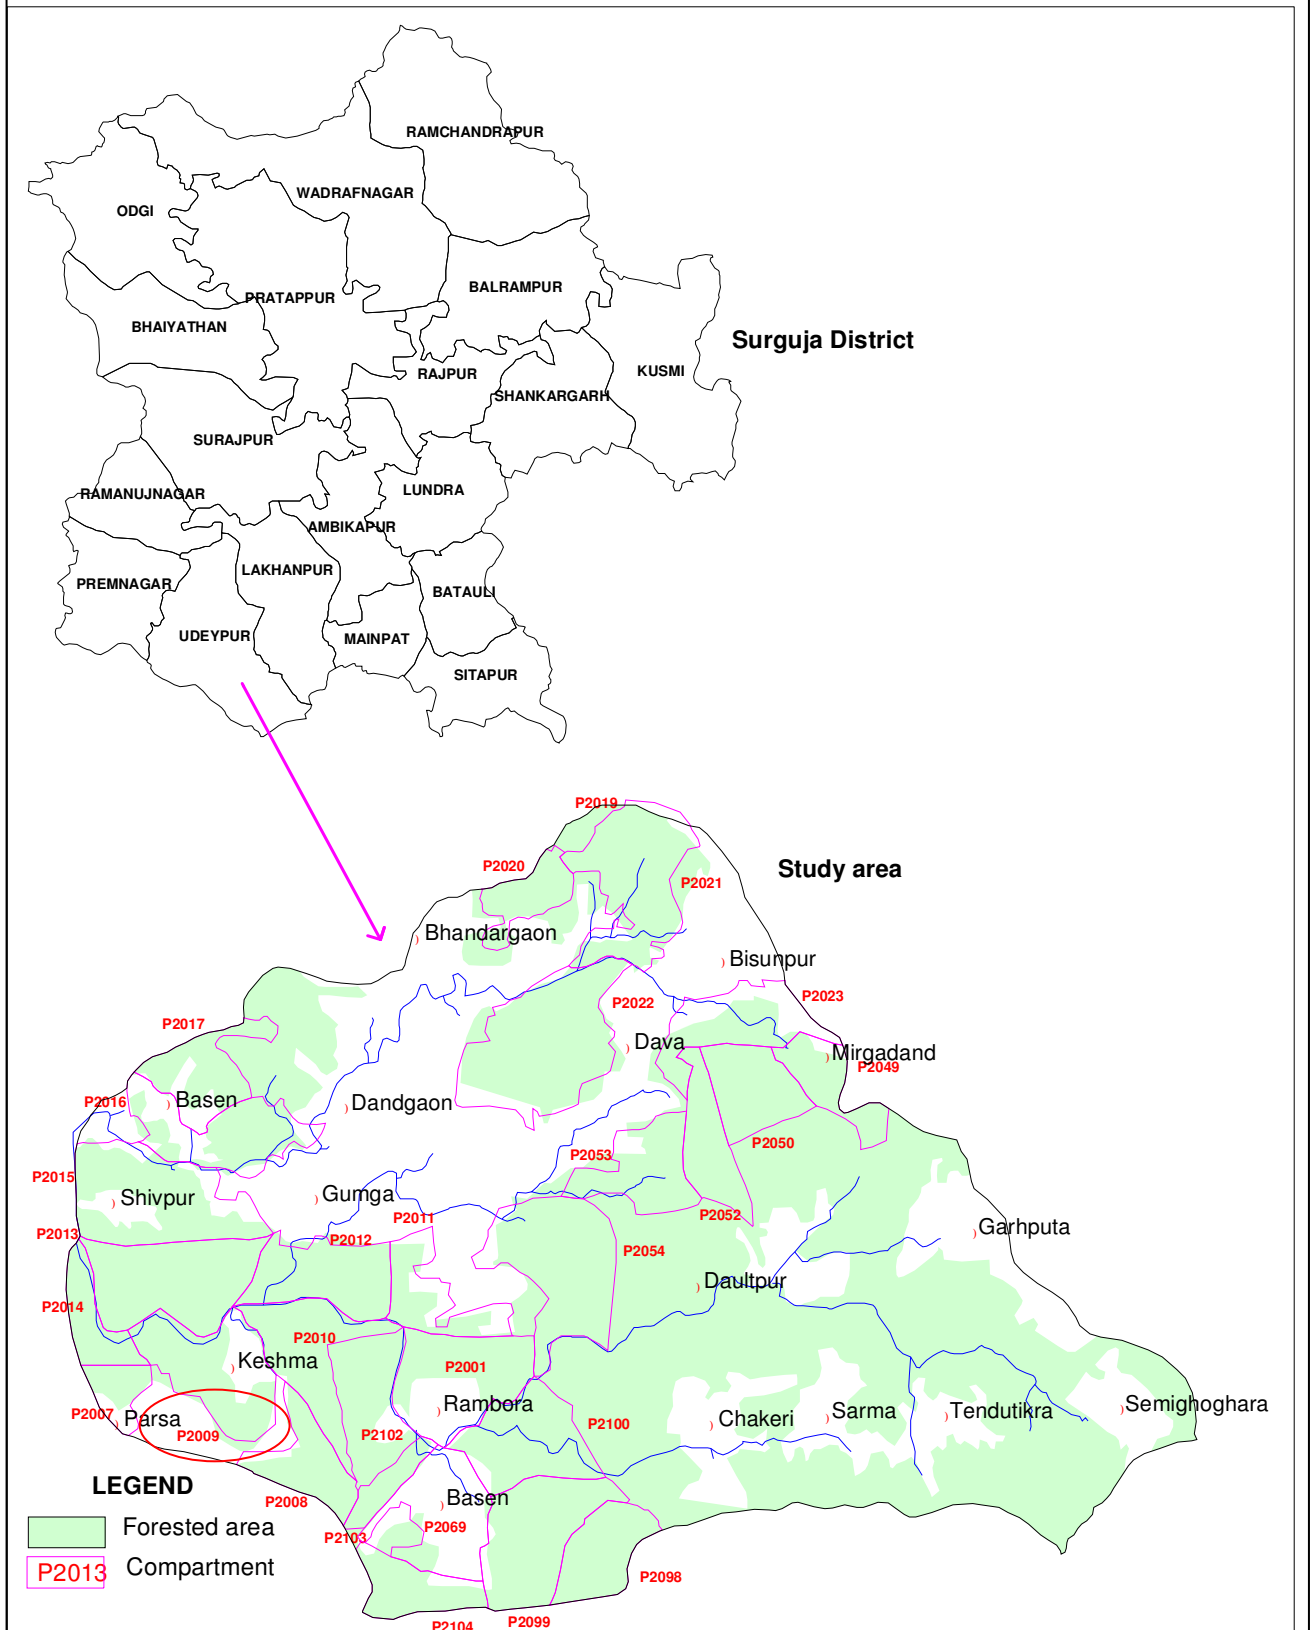 RAMCHANDRAPUR
WADRAFNAGAR
ODGI
BALRAMPUR
PRATAPPUR
BHAIYATHAN
Surguja District
KUSMI
RAJPUR
SHANKARGARH
SURAJPUR
LUNDRA
RAMANUJNAGAR
AMBIKAPUR
LAKHANPUR
PREMNAGAR
BATAULI
UDEYPUR
MAINPAT
SITAPUR
P2019
P2020
Study area
P2021
Bhandargaon
Bisunpur
P2023
P2022
P2017
Dava
Mirgadand
P2049
P2016
Basen
Dandgaon
P2050
P2053
P2015
Shivpur
Gumga
P2011
P2052
Garhputa
P2013
P2012
P2054
Daultpur
P2014
P2010
Keshma
P2001
Rambora
P2007
Parsa
P2009
P2100
Chakeri
Sarma
Tendutikra
Semighoghara
P2102
LEGEND
P2008
Basen
Forested area
P2069
P2103
P2013
Compartment
P2098
P2104
P2099